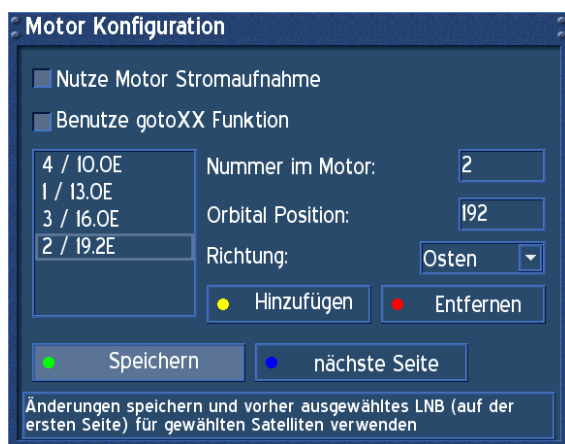 Motor Konfiguration
Nutze Motor Stromaufnahme
Benutze gotoXX Funktion
4 / 10.0E
1 / 13.0E
3 / 16.0E
2 / 19.2E
Nummer im Motor: 2
Orbital Position: 192
Richtung: Osten
Hinzufügen Entfernen
Speichern nächste Seite
Änderungen speichern und vorher ausgewähltes LNB (auf der
ersten Seite) für gewählten Satelliten verwenden